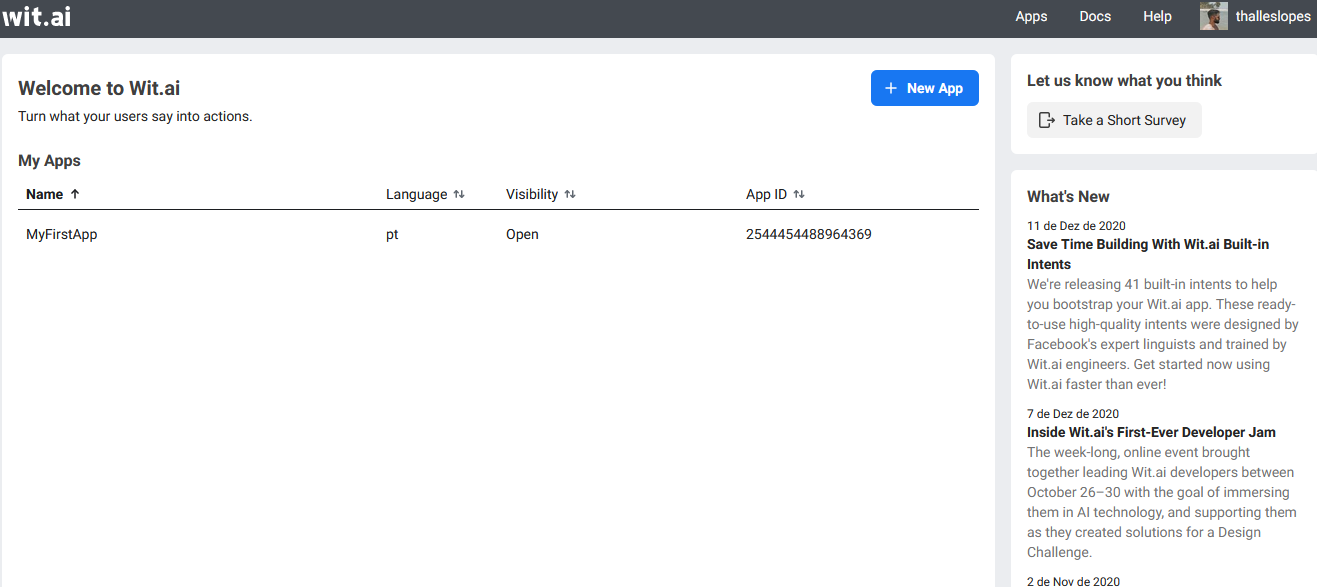 wit.ai
Apps Docs Help thalleslopes
Welcome to Wit.ai
+ New App
Turn what your users say into actions.
My Apps
Name ↑ Language ↑↓ Visibility ↑↓ App ID ↑↓
MyFirstApp pt Open 2544454488964369
Let us know what you think
Take a Short Survey
What's New
11 de Dez de 2020
Save Time Building With Wit.ai Built-in
Intents
We're releasing 41 built-in intents to help
you bootstrap your Wit.ai app. These ready-
to-use high-quality intents were designed by
Facebook's expert linguists and trained by
Wit.ai engineers. Get started now using
Wit.ai faster than ever!
7 de Dez de 2020
Inside Wit.ai's First-Ever Developer Jam
The week-long, online event brought
together leading Wit.ai developers between
October 26–30 with the goal of immersing
them in AI technology, and supporting them
as they created solutions for a Design
Challenge.
2 de Nov de 2020